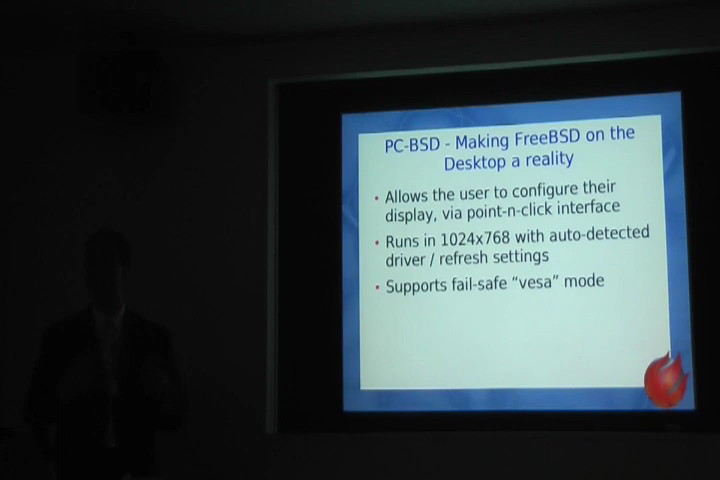 PC-BSD - Making FreeBSD on the
Desktop a reality
• Allows the user to configure their
display, via point-n-click interface
• Runs in 1024x768 with auto-detected
driver / refresh settings
• Supports fail-safe “vesa” mode